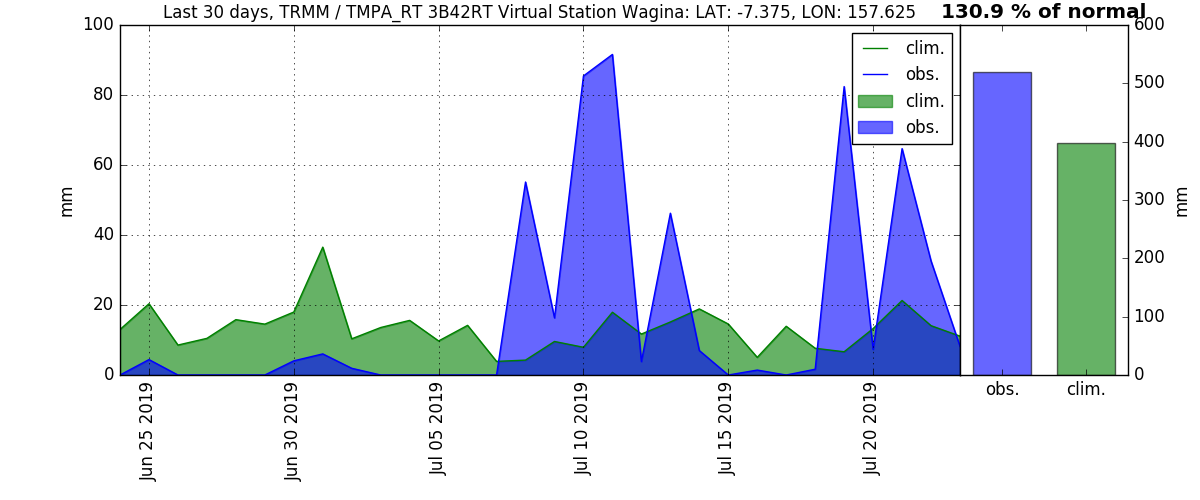 Last 30 days, TRMM / TMPA_RT 3B42RT Virtual Station Wagina: LAT: -7.375, LON: 157.625
130.9 % of normal
100
80
60
40
20
0
mm
clim.
obs.
clim.
obs.
600
500
400
300
200
100
0
mm
Jun 25 2019
Jun 30 2019
Jul 05 2019
Jul 10 2019
Jul 15 2019
Jul 20 2019
obs.
clim.